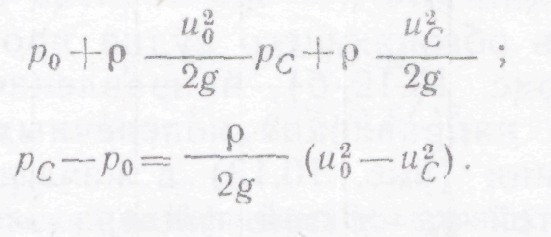 p₀+ρ u₀²/2g p_C+ρ u_C²/2g ;
p_C—p₀= ρ/2g (u₀²—u_C²).